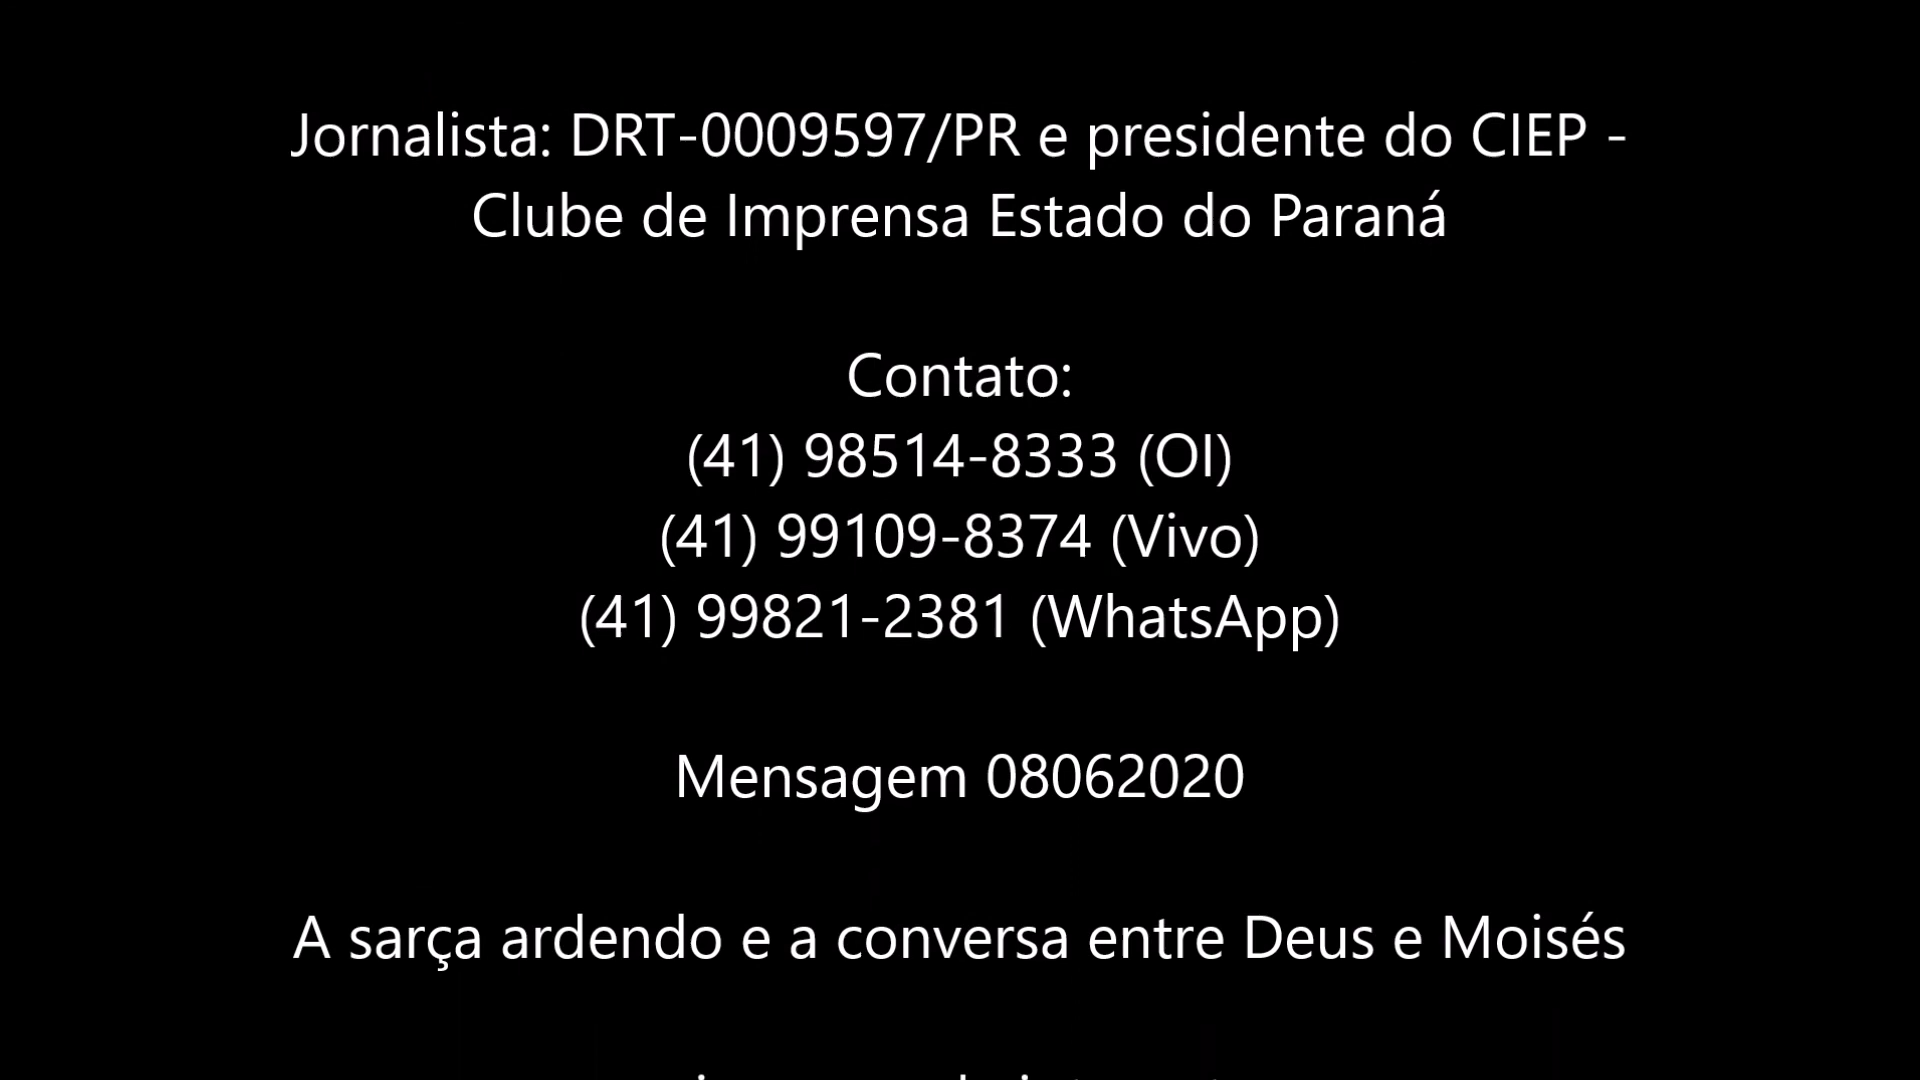 Jornalista: DRT-0009597/PR e presidente do CIEP -
Clube de Imprensa Estado do Paraná
Contato:
(41) 98514-8333 (OI)
(41) 99109-8374 (Vivo)
(41) 99821-2381 (WhatsApp)
Mensagem 08062020
A sarça ardendo e a conversa entre Deus e Moisés